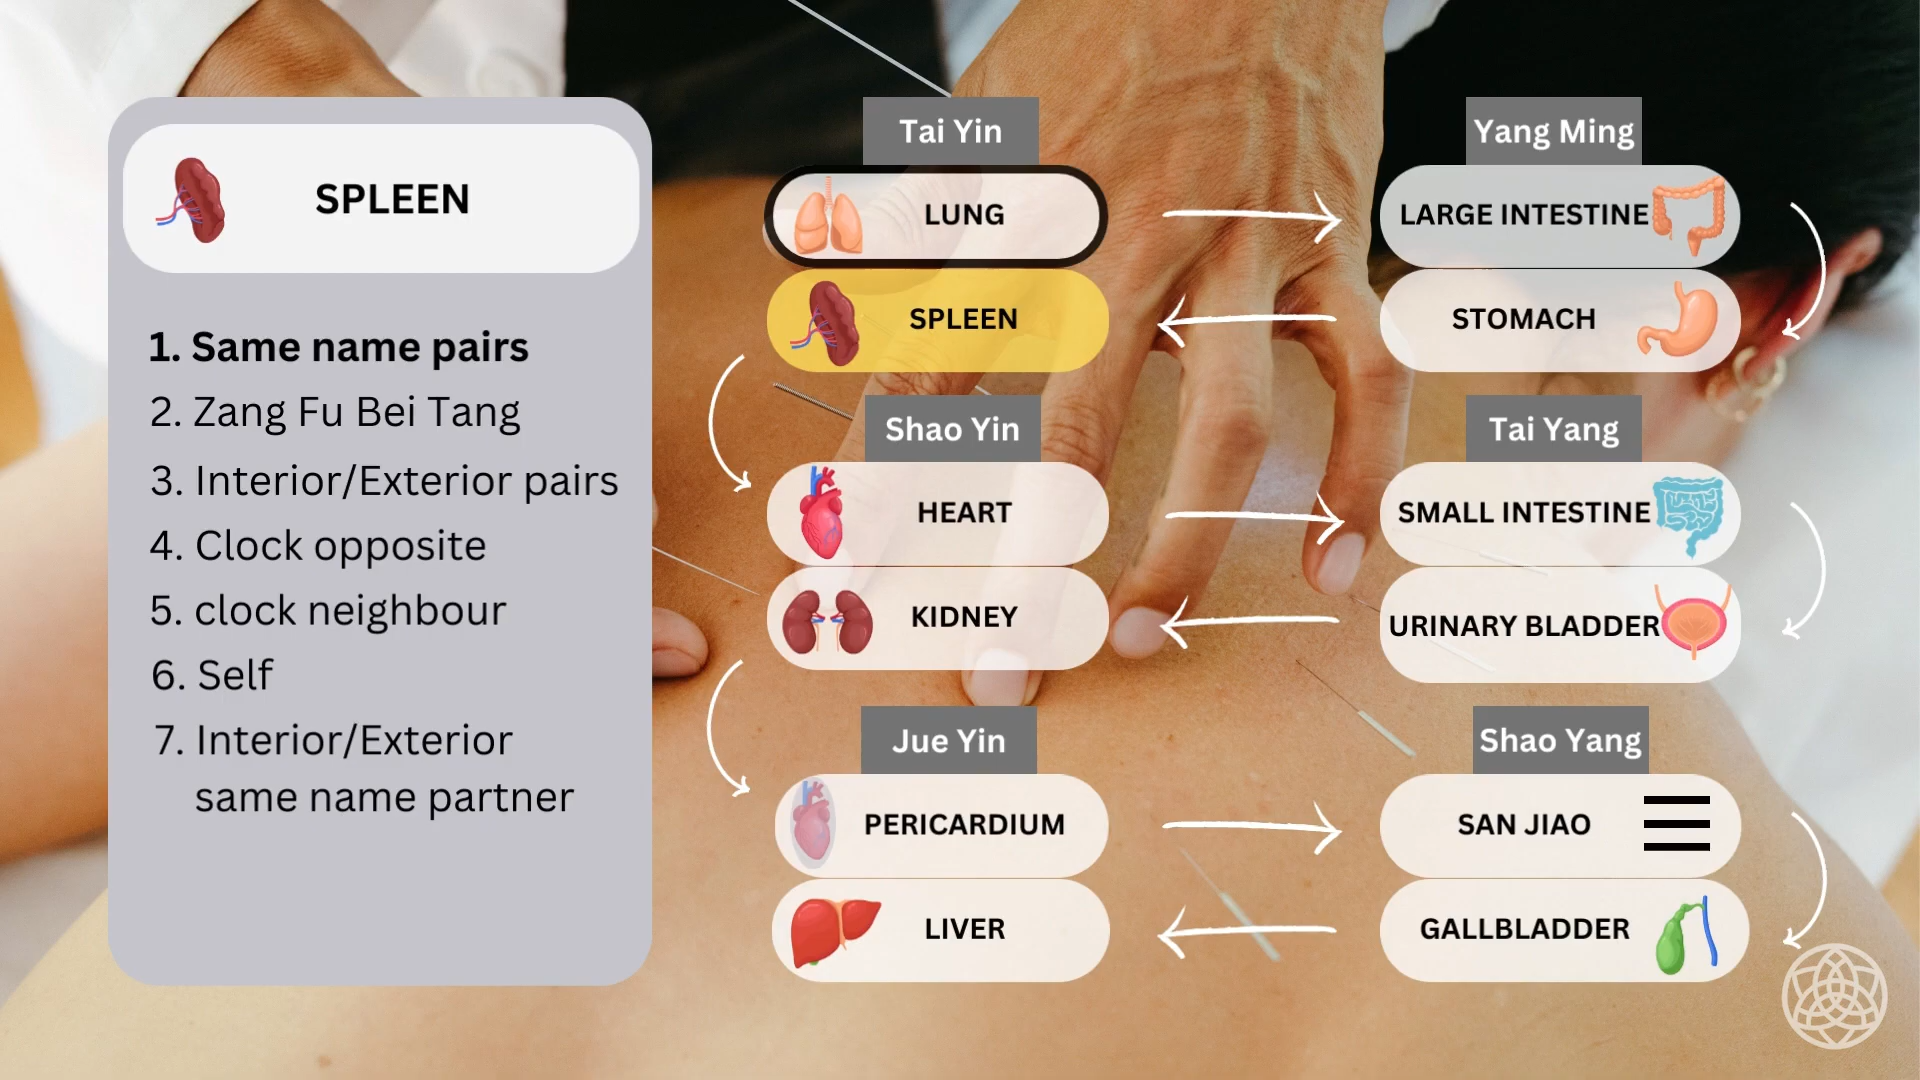 SPLEEN
1. Same name pairs
2. Zang Fu Bei Tang
3. Interior/Exterior pairs
4. Clock opposite
5. clock neighbour
6. Self
7. Interior/Exterior
same name partner
Tai Yin
LUNG
SPLEEN
Yang Ming
LARGE INTESTINE
STOMACH
Shao Yin
HEART
KIDNEY
Tai Yang
SMALL INTESTINE
URINARY BLADDER
Jue Yin
PERICARDIUM
LIVER
Shao Yang
SAN JIAO
GALLBLADDER